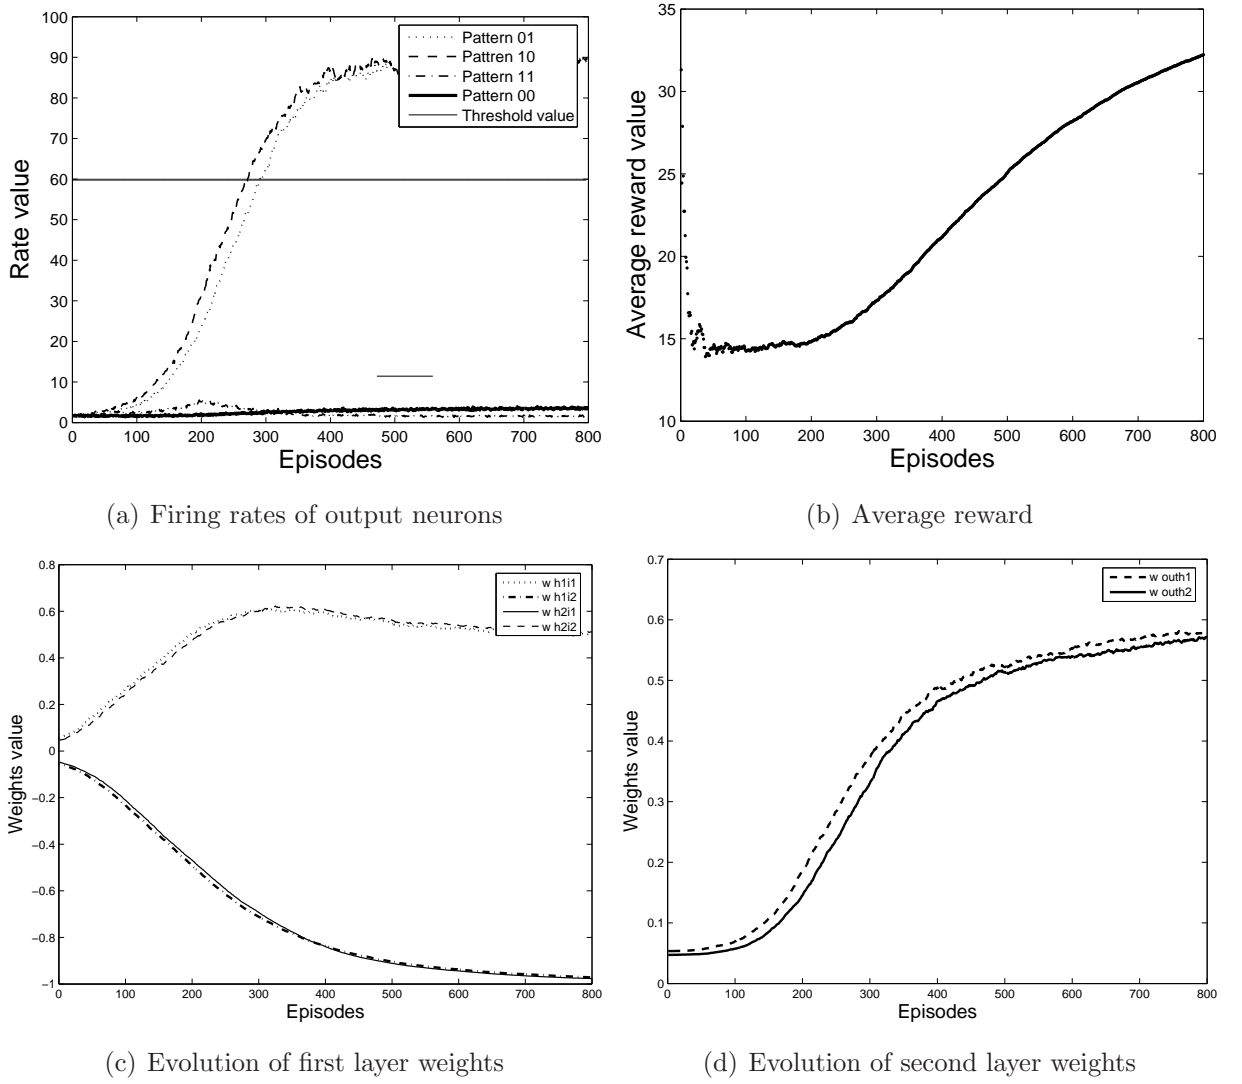 100
90
80
70
60
50
40
30
20
10
0
Rate value
Pattern 01
Pattren 10
Pattern 11
Pattern 00
Threshold value
0 100 200 300 400 500 600 700 800
Episodes
(a) Firing rates of output neurons
35
30
25
20
15
10
Average reward value
0 100 200 300 400 500 600 700 800
Episodes
(b) Average reward
0.8
0.6
0.4
0.2
0
−0.2
−0.4
−0.6
−0.8
−1
Weights value
w h1i1
w h1i2
w h2i1
w h2i2
0 100 200 300 400 500 600 700 800
Episodes
(c) Evolution of first layer weights
0.7
0.6
0.5
0.4
0.3
0.2
0.1
0
Weights value
w outh1
w outh2
0 100 200 300 400 500 600 700 800
Episodes
(d) Evolution of second layer weights